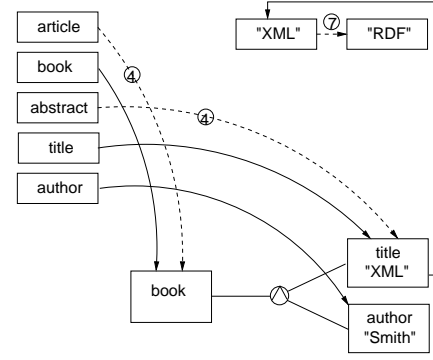 article
"XML"
7
"RDF"
book
4
abstract
4
title
author
title
"XML"
book
author
"Smith"